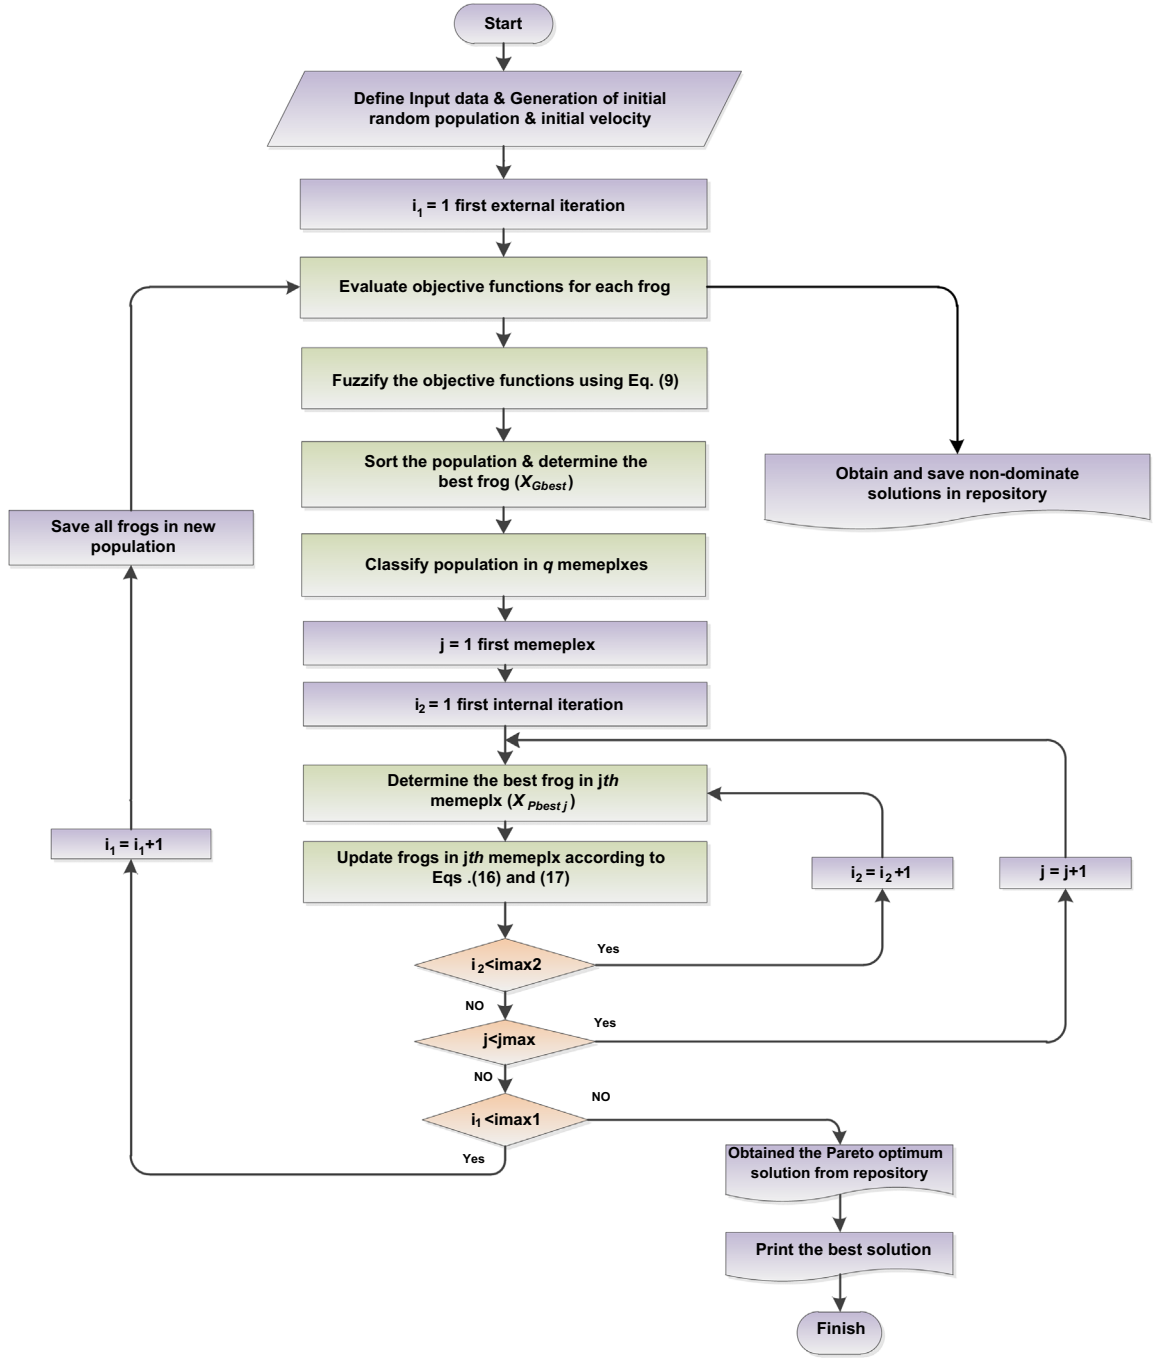 Start
Define Input data & Generation of initial
random population & initial velocity
i1 = 1 first external iteration
Evaluate objective functions for each frog
Fuzzify the objective functions using Eq. (9)
Sort the population & determine the
best frog (XGbest)
Obtain and save non-dominate
solutions in repository
Save all frogs in new
population
Classify population in q memeplxes
j = 1 first memeplex
i2 = 1 first internal iteration
Determine the best frog in jth
memeplx (X Pbest j)
i1 = i1+1
Update frogs in jth memeplx according to
Eqs .(16) and (17)
i2 = i2 +1
j = j+1
i2<imax2
Yes
NO
j<jmax
Yes
NO
i1 <imax1
NO
Yes
Obtained the Pareto optimum
solution from repository
Print the best solution
Finish